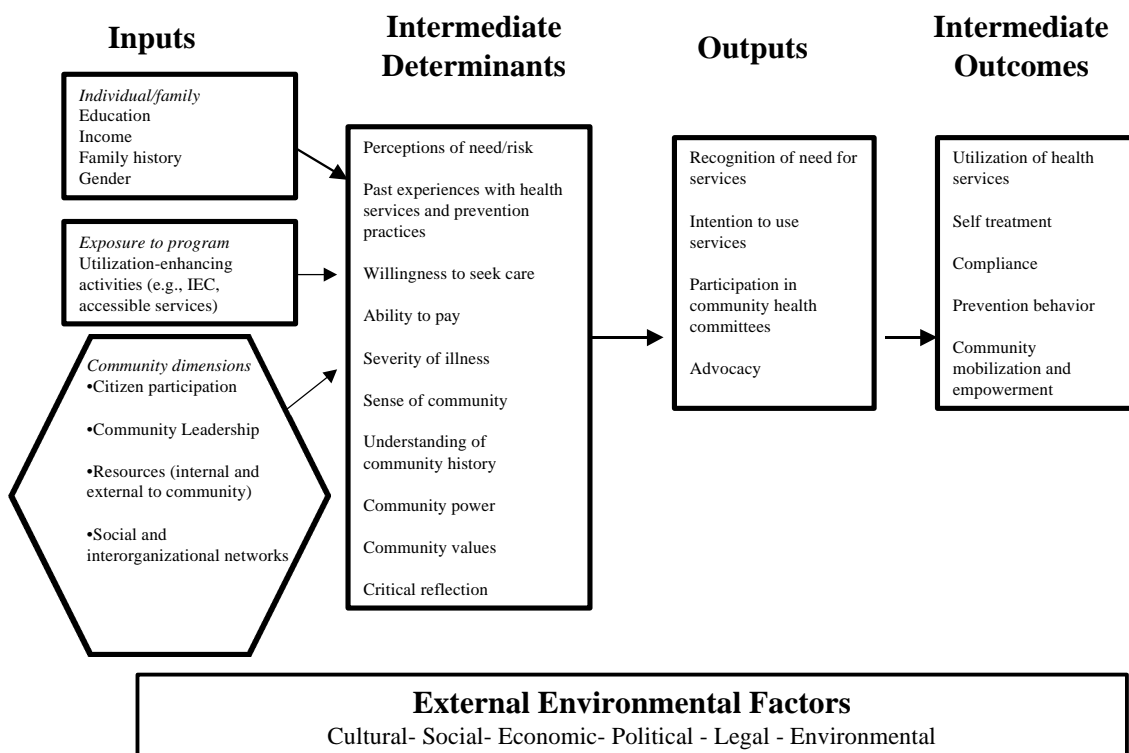 Inputs
Individual/family
Education
Income
Family history
Gender
Exposure to program
Utilization-enhancing
activities (e.g., IEC,
accessible services)
Community dimensions
•Citizen participation
•Community Leadership
•Resources (internal and
external to community)
•Social and
interorganizational networks
Intermediate
Determinants
Perceptions of need/risk
Past experiences with health
services and prevention
practices
Willingness to seek care
Ability to pay
Severity of illness
Sense of community
Understanding of
community history
Community power
Community values
Critical reflection
Outputs
Recognition of need for
services
Intention to use
services
Participation in
community health
committees
Advocacy
Intermediate
Outcomes
Utilization of health
services
Self treatment
Compliance
Prevention behavior
Community
mobilization and
empowerment
External Environmental Factors
Cultural- Social- Economic- Political - Legal - Environmental